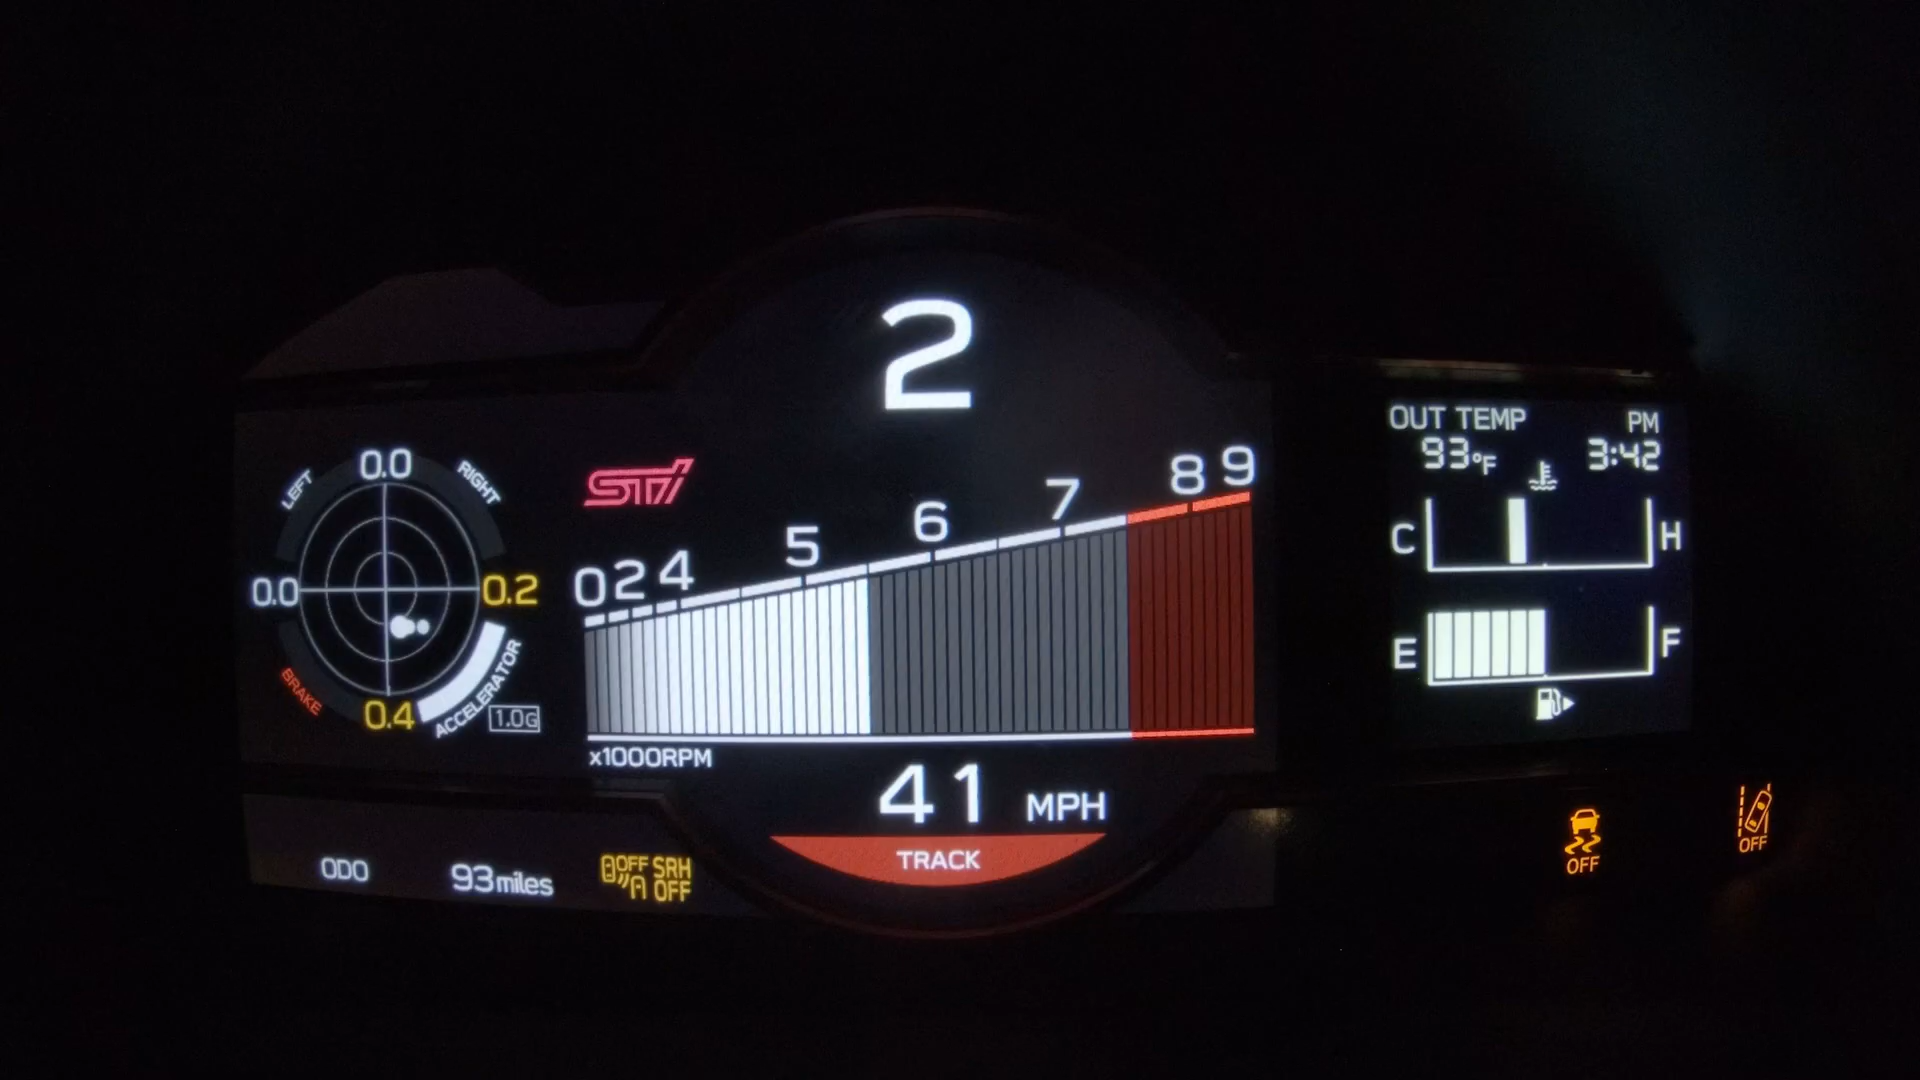 2
0.0
LEFT
RIGHT
0.0
0.2
BRAKE
0.4
ACCELERATOR
1.0G
STI
0 2 4 5 6 7 8 9
x1000RPM
41 MPH
TRACK
ODO 93 miles
OFF SRH
OFF
OUT TEMP PM
93°F 3:42
C H
E F
OFF
OFF